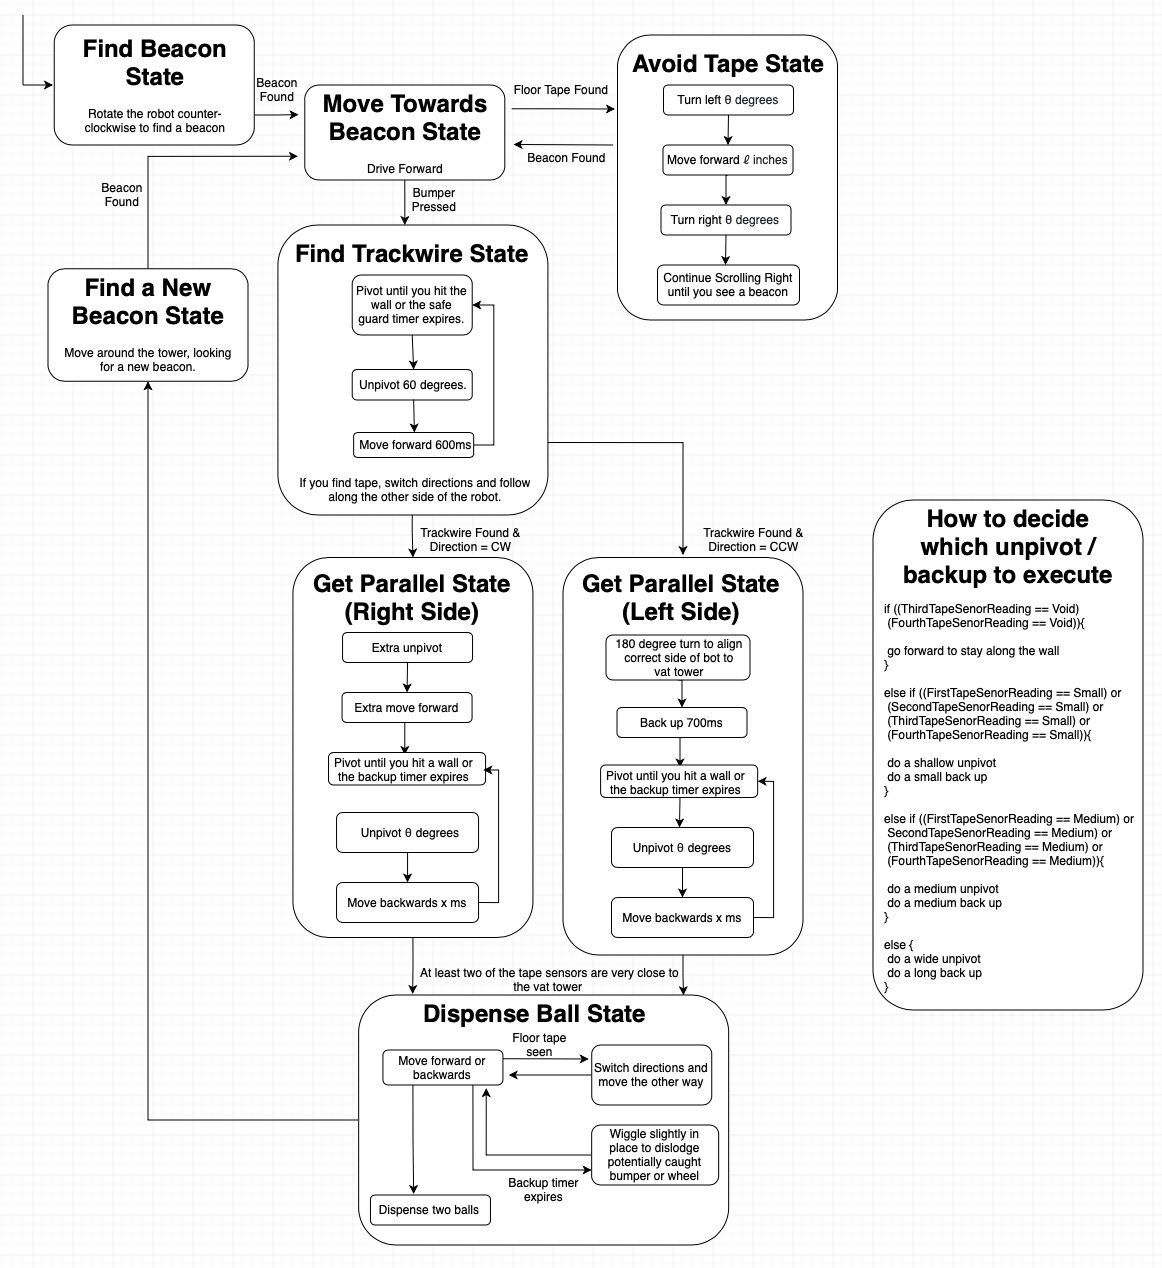 Find Beacon
State
Rotate the robot counter-
clockwise to find a beacon
Beacon
Found
Move Towards
Beacon State
Drive Forward
Floor Tape Found
Beacon Found
Avoid Tape State
Turn left θ degrees
Move forward ℓ inches
Turn right θ degrees
Continue Scrolling Right
until you see a beacon
Beacon
Found
Bumper
Pressed
Find a New
Beacon State
Move around the tower, looking
for a new beacon.
Find Trackwire State
Pivot until you hit the
wall or the safe
guard timer expires.
Unpivot 60 degrees.
Move forward 600ms
If you find tape, switch directions and follow
along the other side of the robot.
Trackwire Found &
Direction = CW
Trackwire Found &
Direction = CCW
Get Parallel State
(Right Side)
Extra unpivot
Extra move forward
Pivot until you hit a wall or
the backup timer expires
Unpivot θ degrees
Move backwards x ms
Get Parallel State
(Left Side)
180 degree turn to align
correct side of bot to
vat tower
Back up 700ms
Pivot until you hit a wall or
the backup timer expires
Unpivot θ degrees
Move backwards x ms
How to decide
which unpivot /
backup to execute
if ((ThirdTapeSenorReading == Void)
(FourthTapeSenorReading == Void)){
go forward to stay along the wall
}
else if ((FirstTapeSenorReading == Small) or
(SecondTapeSenorReading == Small) or
(ThirdTapeSenorReading == Small) or
(FourthTapeSenorReading == Small)){
do a shallow unpivot
do a small back up
}
else if ((FirstTapeSenorReading == Medium) or
SecondTapeSenorReading == Medium) or
(ThirdTapeSenorReading == Medium) or
(FourthTapeSenorReading == Medium)){
do a medium unpivot
do a medium back up
}
else {
do a wide unpivot
do a long back up
}
At least two of the tape sensors are very close to
the vat tower
Dispense Ball State
Move forward or
backwards
Floor tape
seen
Switch directions and
move the other way
Wiggle slightly in
place to dislodge
potentially caught
bumper or wheel
Backup timer
expires
Dispense two balls